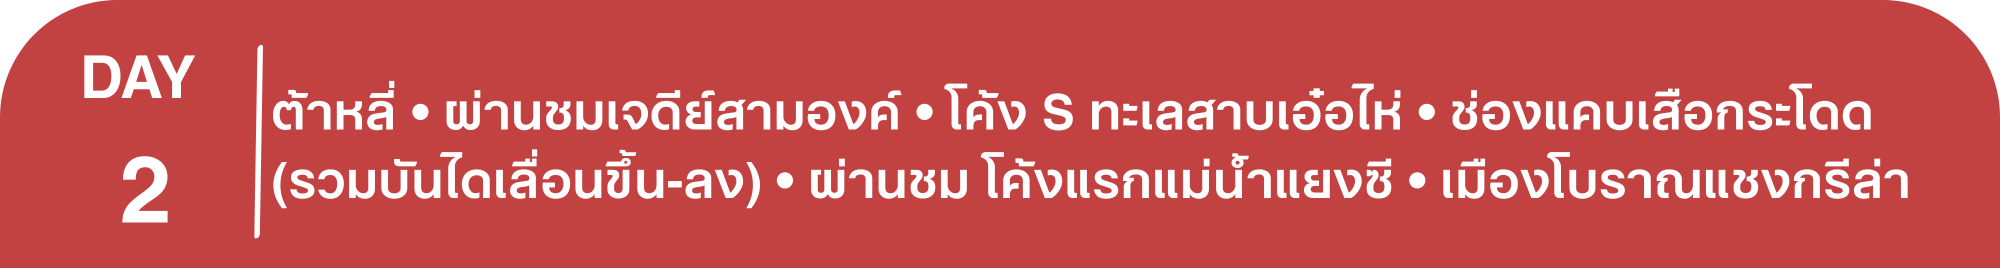 DAY
2
ต้าหลี่ • ผ่านชมเจดีย์สามองค์ • โค้ง S ทะเลสาบเอ๋อไห่ • ช่องแคบเสือกระโดด
(รวมบันไดเลื่อนขึ้น-ลง) • ผ่านชม โค้งแรกแม่น้ำแยงซี • เมืองโบราณแชงกรีล่า